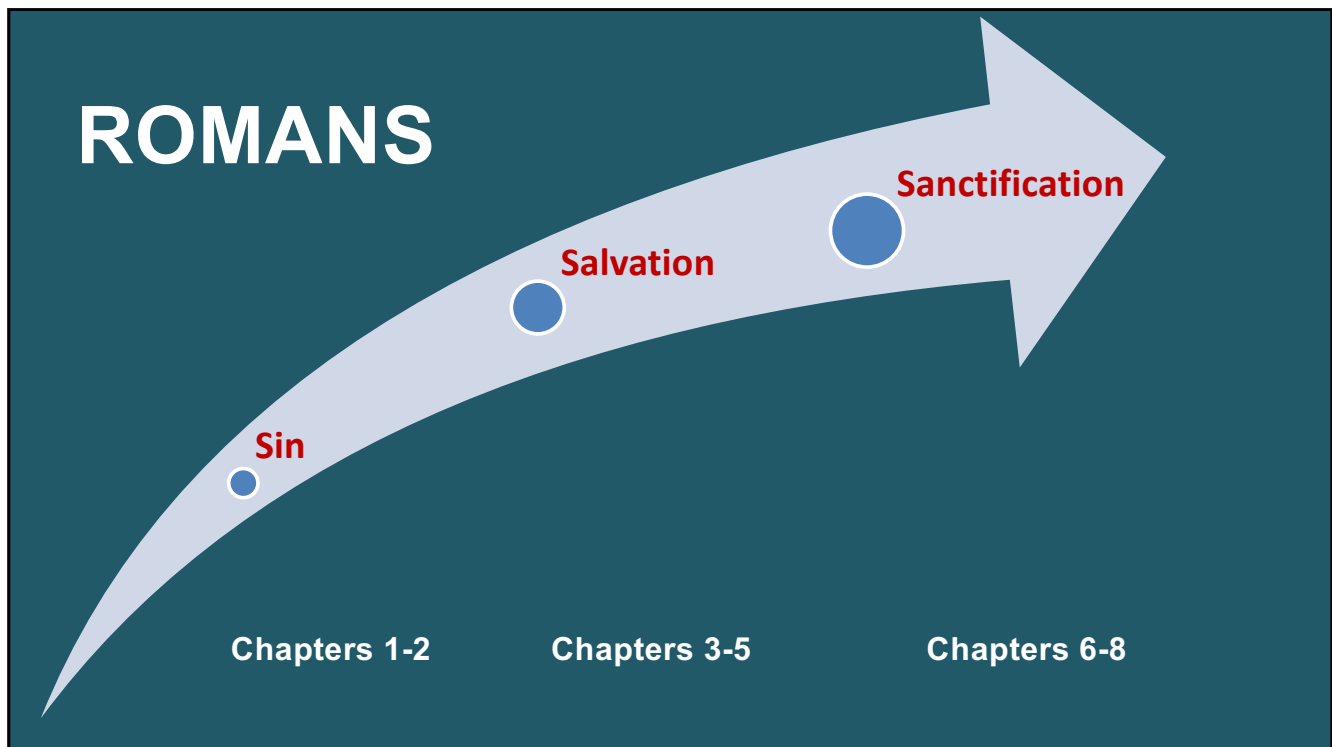 ROMANS
Sanctification
Salvation
Sin
Chapters 1-2
Chapters 3-5
Chapters 6-8